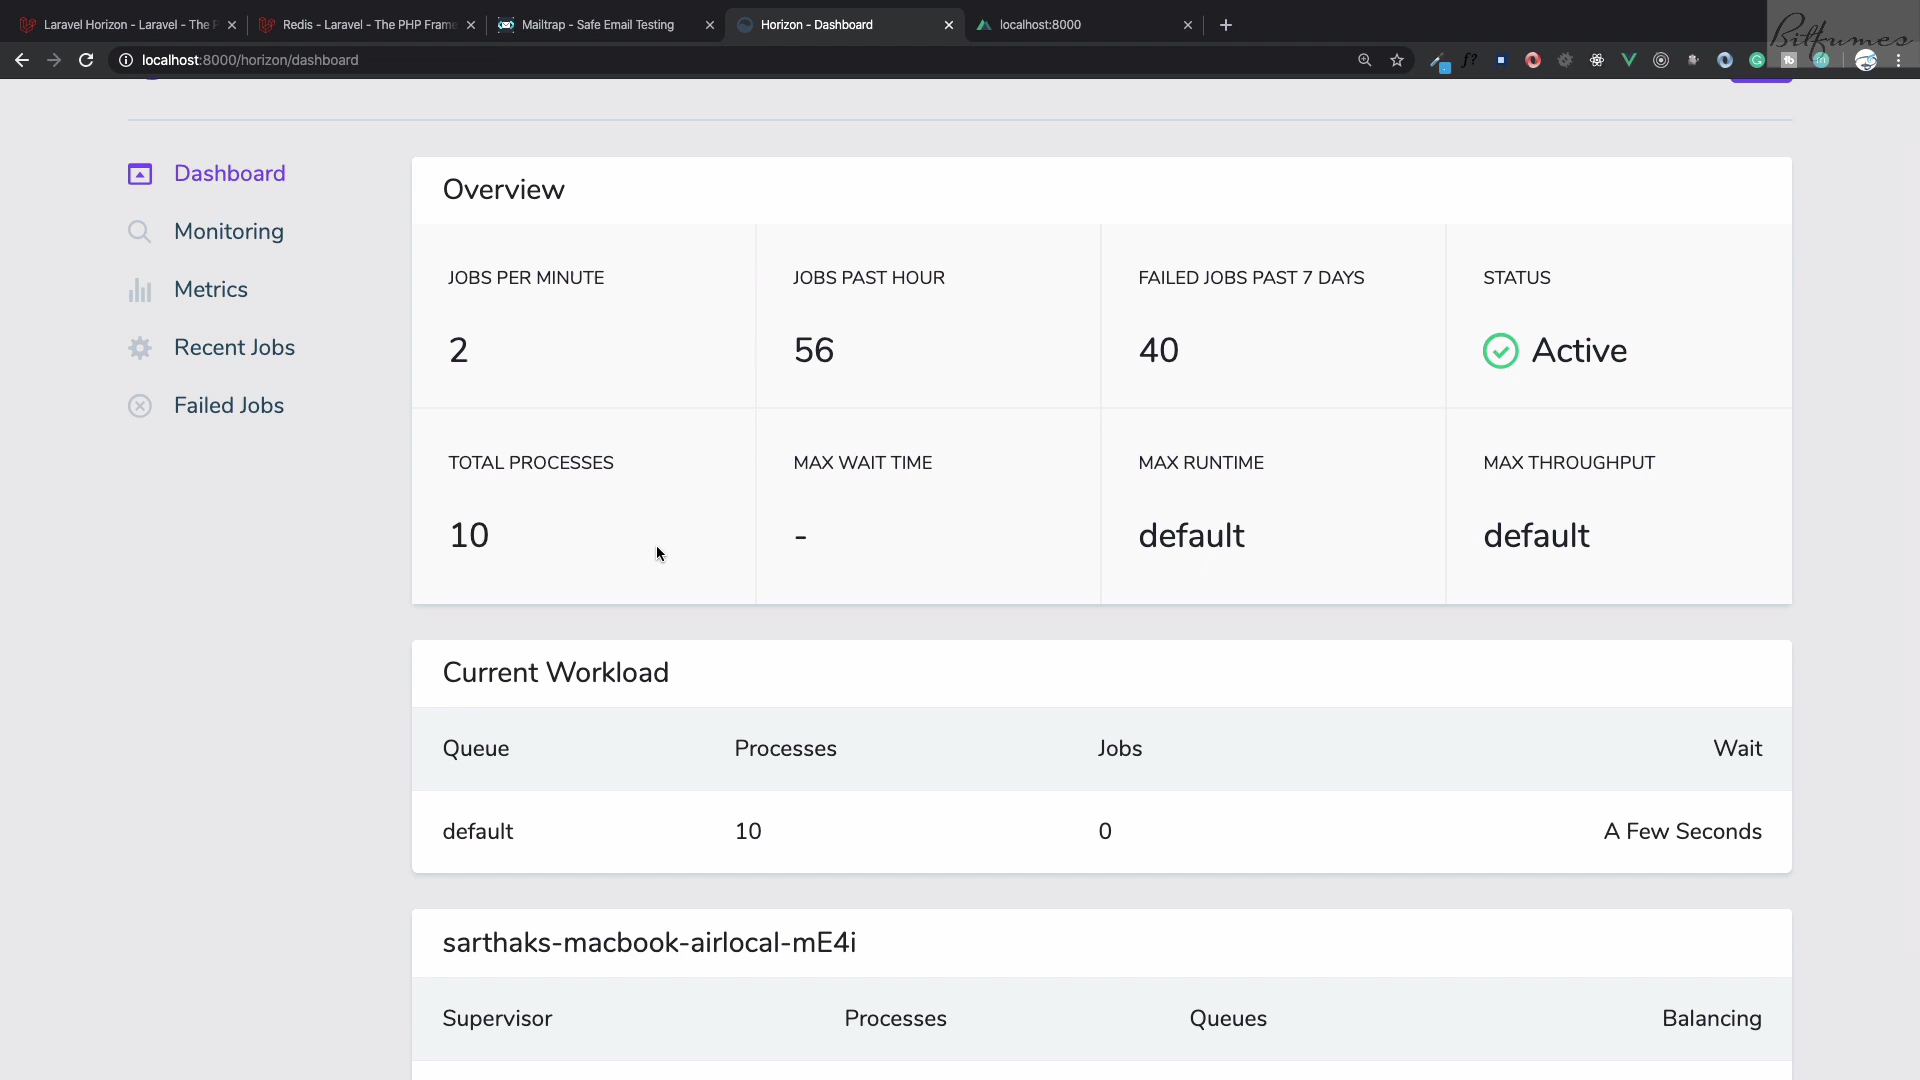 Laravel Horizon - Laravel - The P
Redis - Laravel - The PHP Frame
Mailtrap - Safe Email Testing
Horizon - Dashboard
localhost:8000
Bitfumes
localhost:8000/horizon/dashboard
Dashboard
Monitoring
Metrics
Recent Jobs
Failed Jobs
Overview
JOBS PER MINUTE
JOBS PAST HOUR
FAILED JOBS PAST 7 DAYS
STATUS
2
56
40
Active
TOTAL PROCESSES
MAX WAIT TIME
MAX RUNTIME
MAX THROUGHPUT
10
-
default
default
Current Workload
Queue
Processes
Jobs
Wait
default
10
0
A Few Seconds
sarthaks-macbook-airlocal-mE4i
Supervisor
Processes
Queues
Balancing